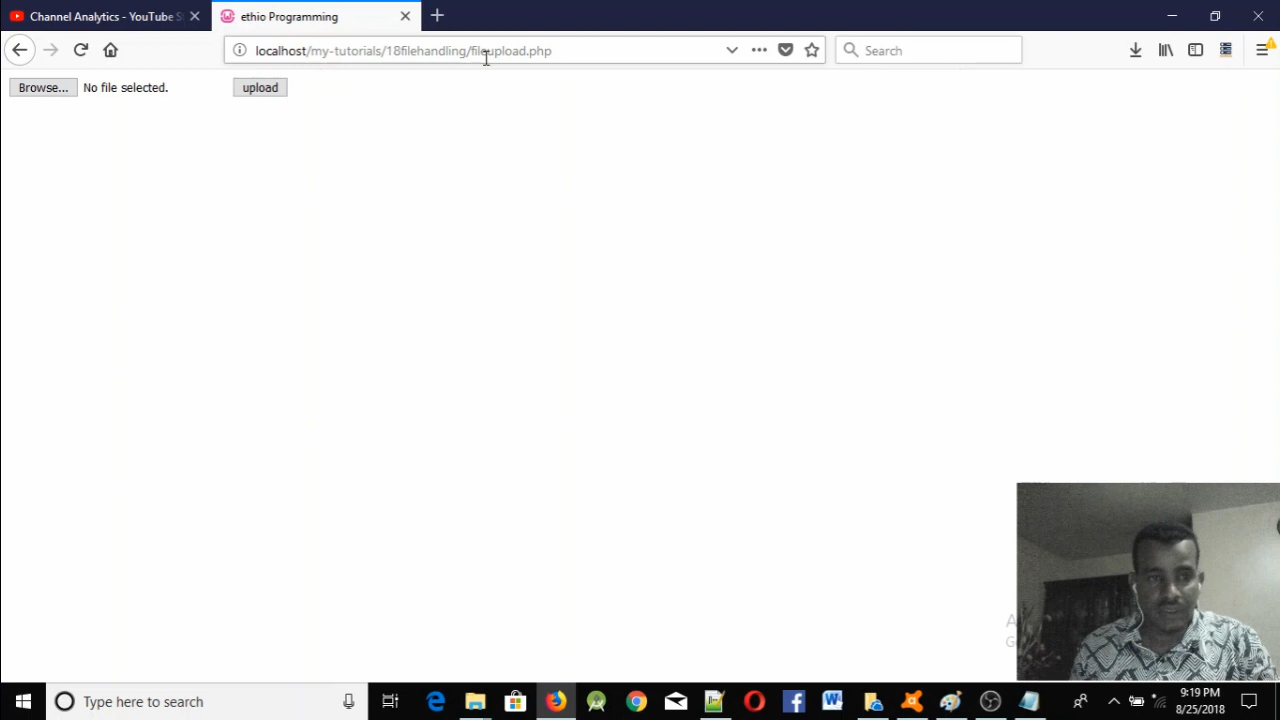 Channel Analytics - YouTube S
ethio Programming
localhost/my-tutorials/18filehandling/fileupload.php
Search
Browse...
No file selected.
upload
Type here to search
9:19 PM
8/25/2018